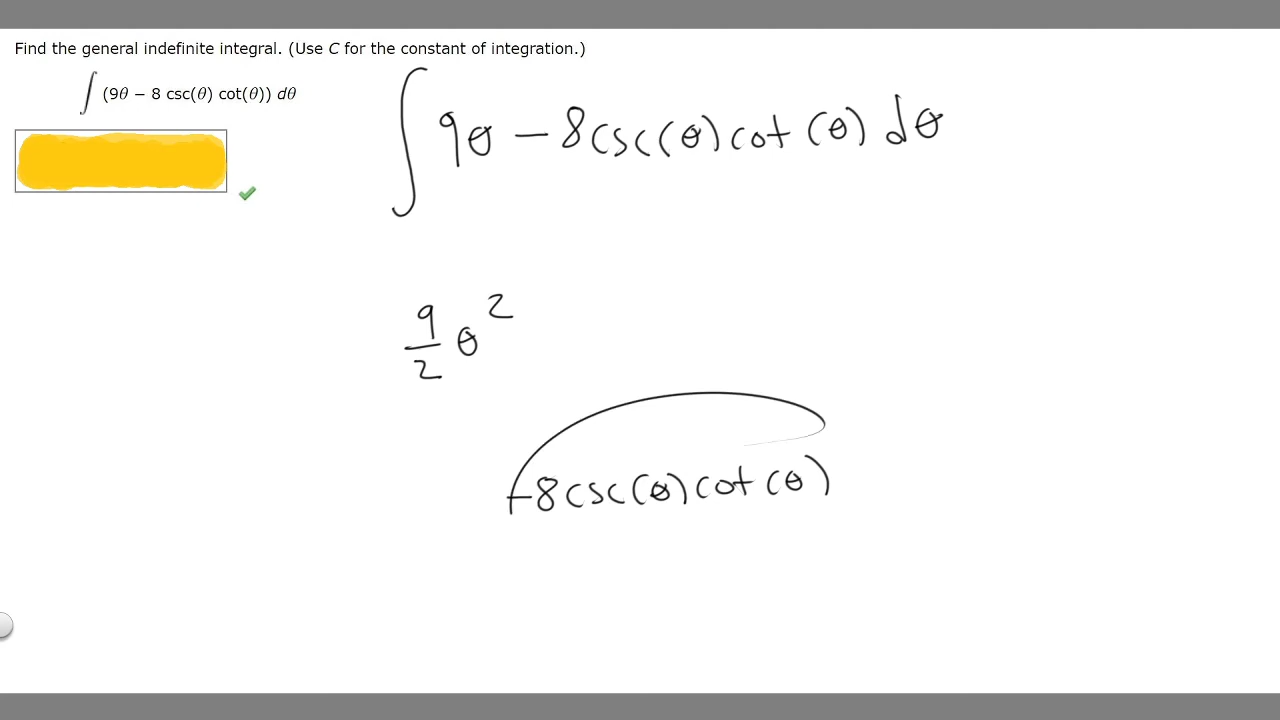 Find the general indefinite integral. (Use C for the constant of integration.)
∫ (9θ − 8 csc(θ) cot(θ)) dθ
∫ 9θ − 8csc(θ)cot(θ) dθ
9/2 θ^2
−8csc(θ)cot(θ)